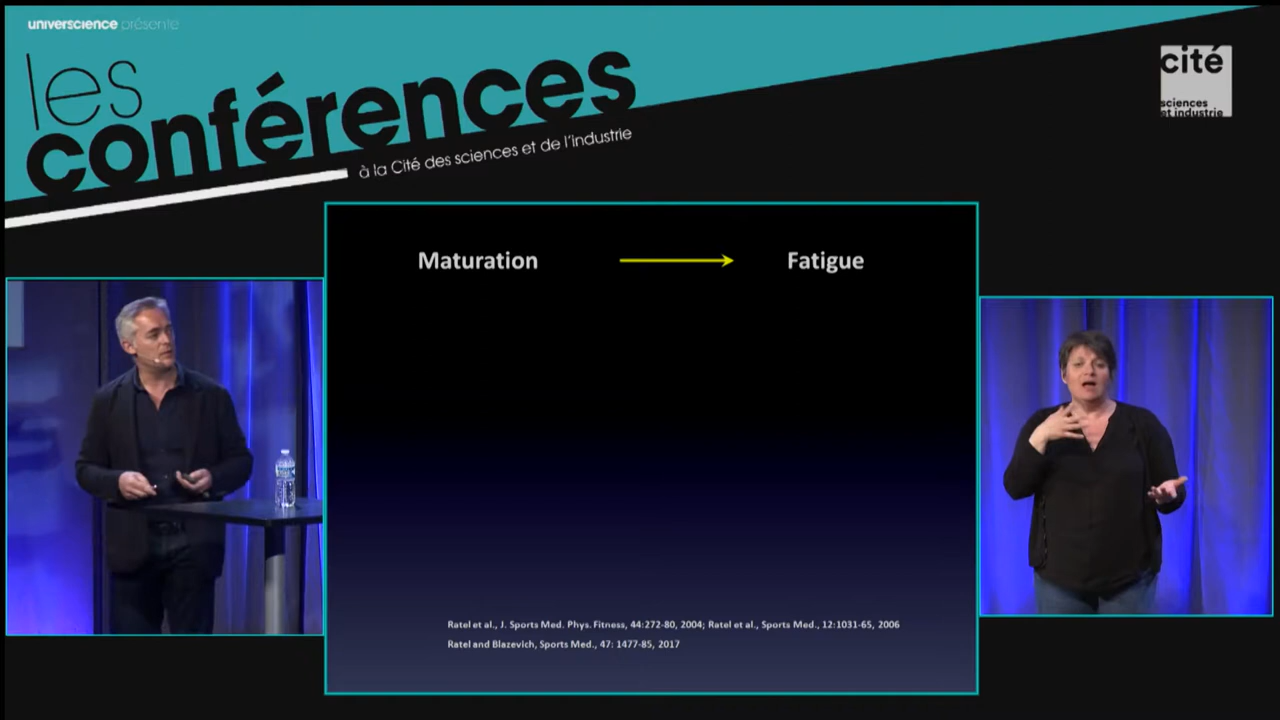 universcience présente
les
conférences
à la Cité des sciences et de l'industrie
cité
sciences
et industrie
Maturation → Fatigue
Ratel et al., J. Sports Med. Phys. Fitness, 44:272-80, 2004; Ratel et al., Sports Med., 12:1031-65, 2006
Ratel and Blazevich, Sports Med., 47: 1477-85, 2017